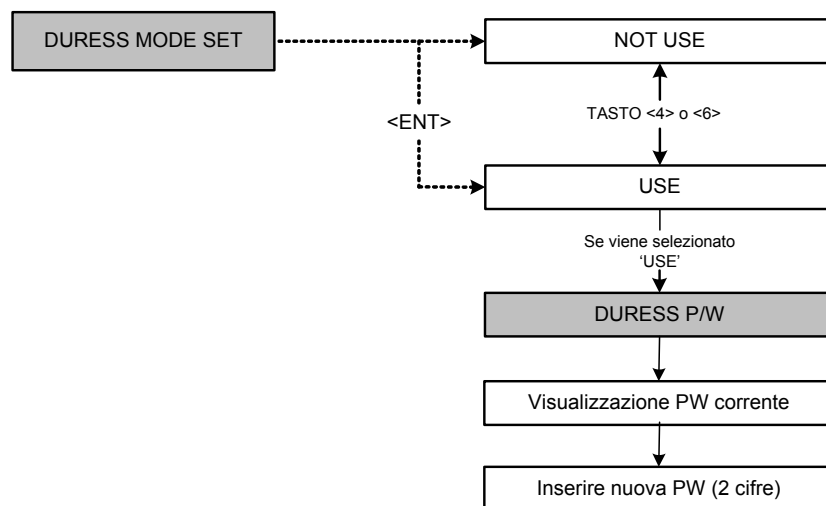 DURESS MODE SET
NOT USE
<ENT>
TASTO <4> o <6>
USE
Se viene selezionato
‘USE’
DURESS P/W
Visualizzazione PW corrente
Inserire nuova PW (2 cifre)